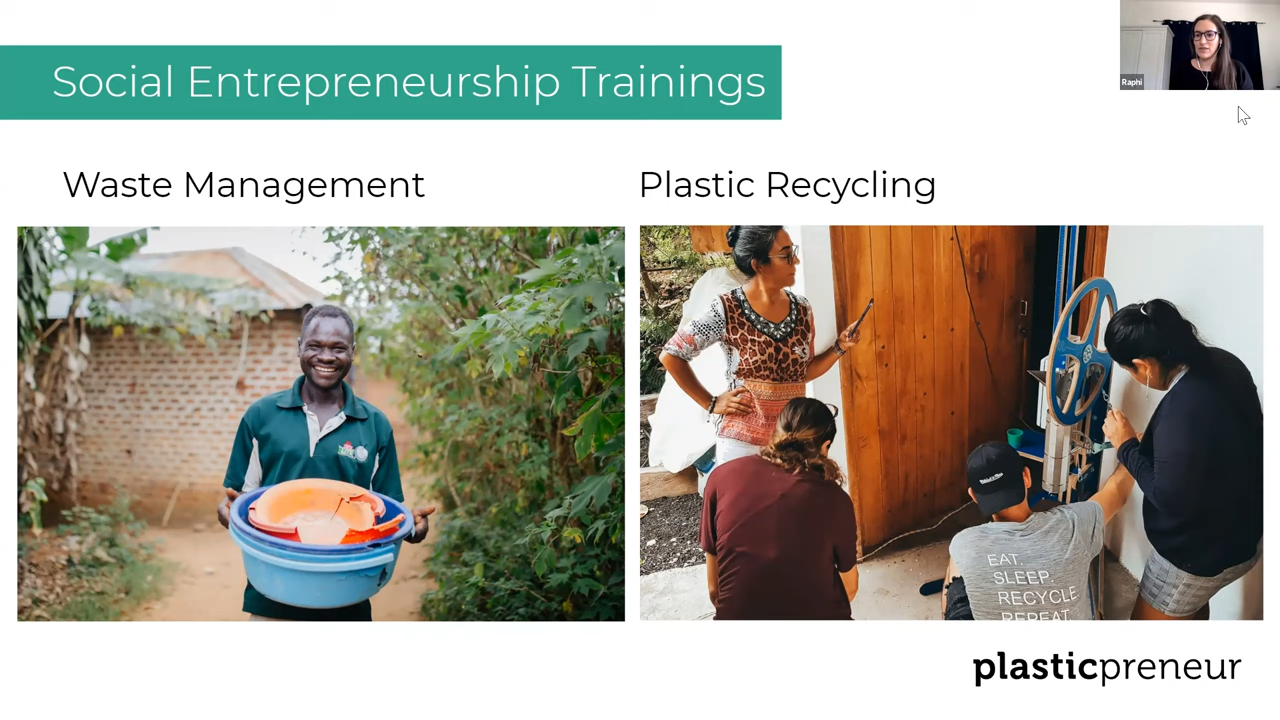 Social Entrepreneurship Trainings
Raphi
Waste Management
Plastic Recycling
EAT.
SLEEP.
RECYCLE
REPEAT.
plasticpreneur